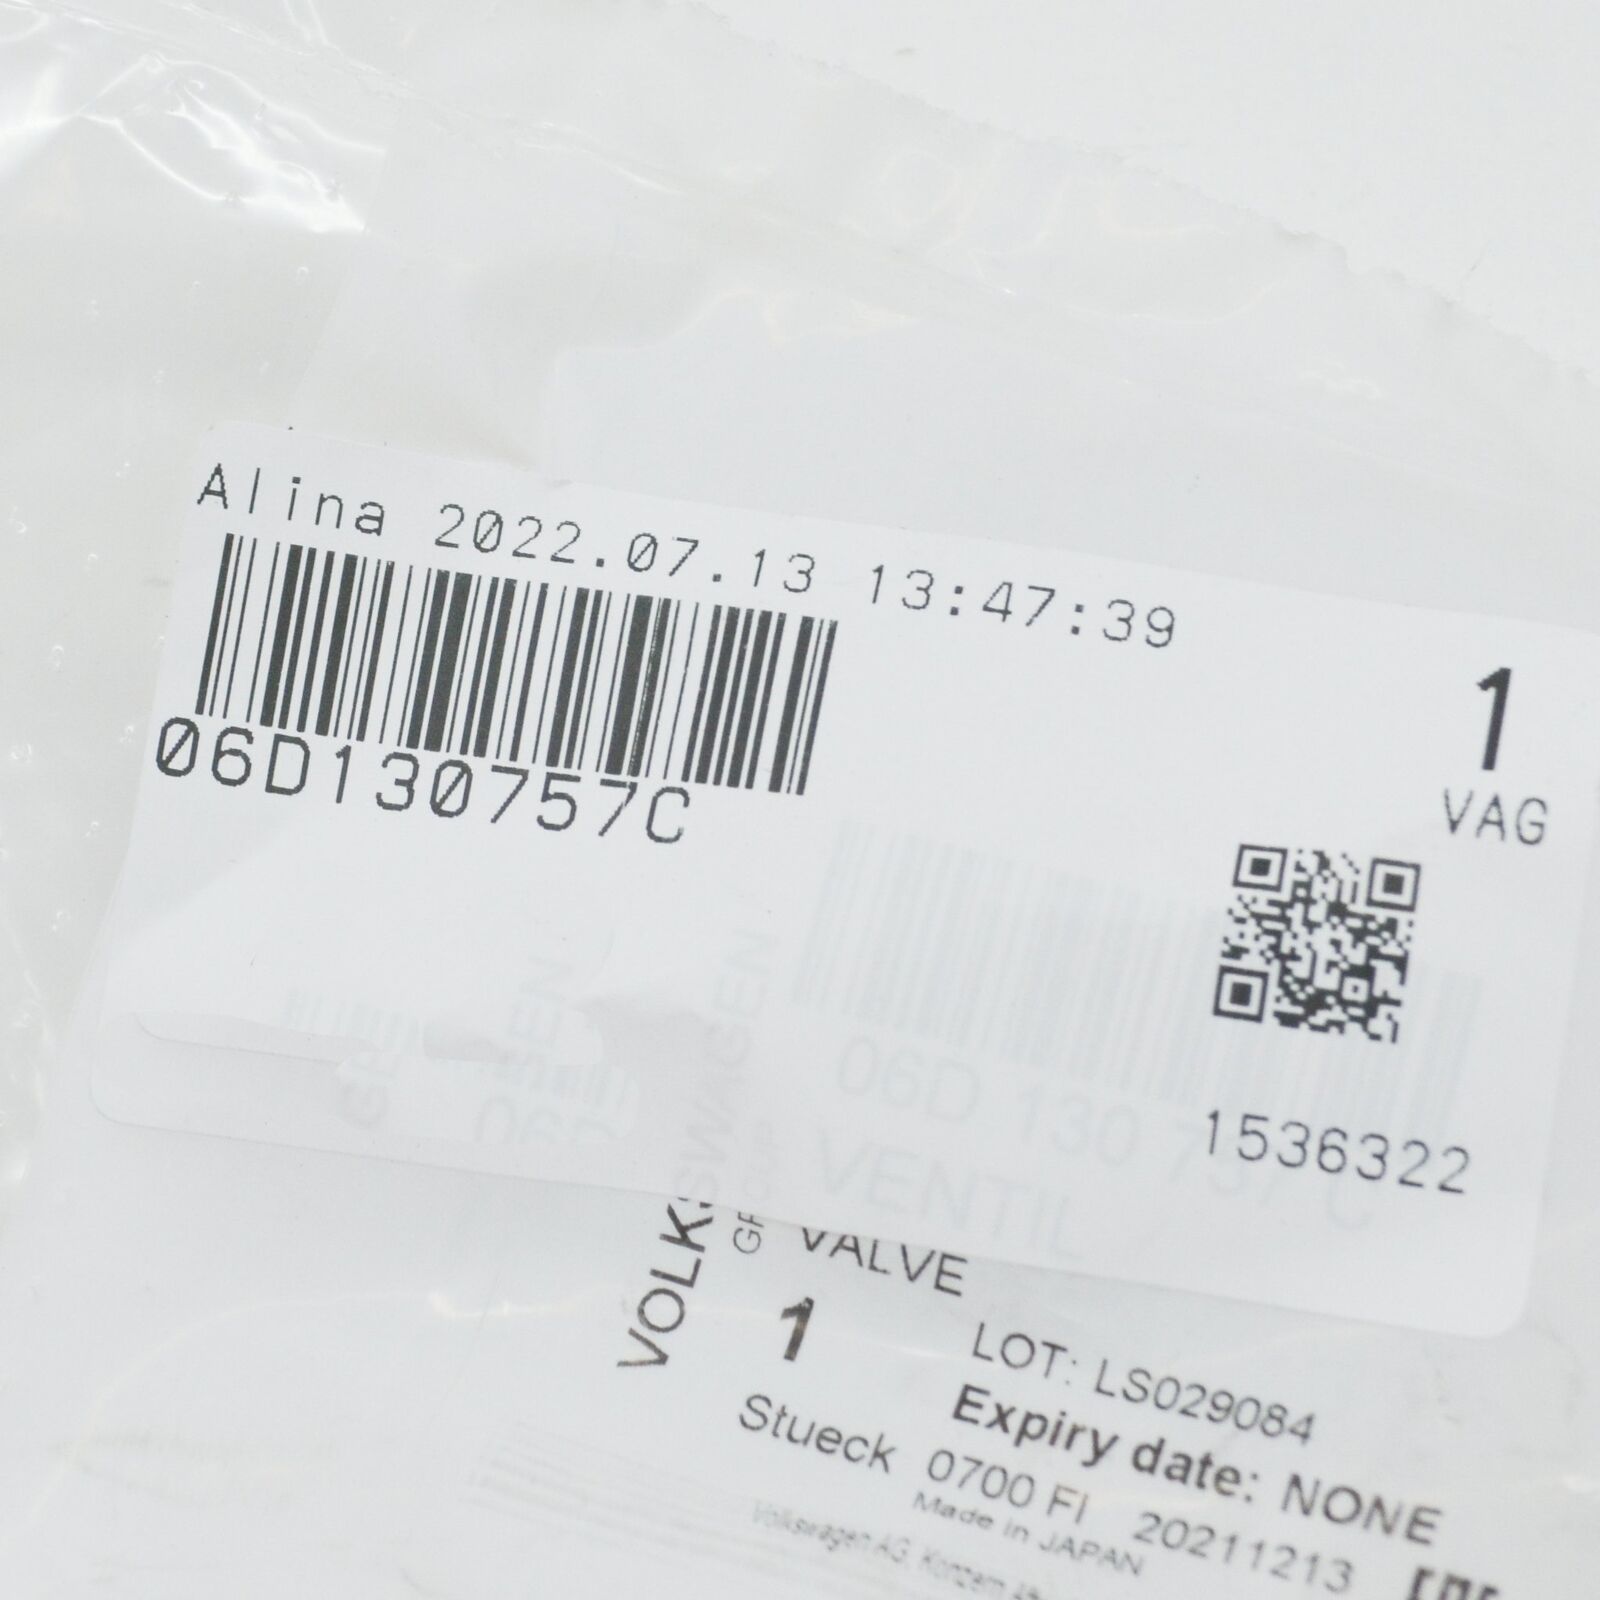 Alina 2022.07.13 13:47:39
06D130757C
1
VAG
1536322
06D 130 757 C
VENTIL
VALVE
VOLKSWAGEN
1
Stueck
LOT: LS029084
Expiry date: NONE
0700 FI 20211213
Made in JAPAN
Volkswagen AG, Konzern